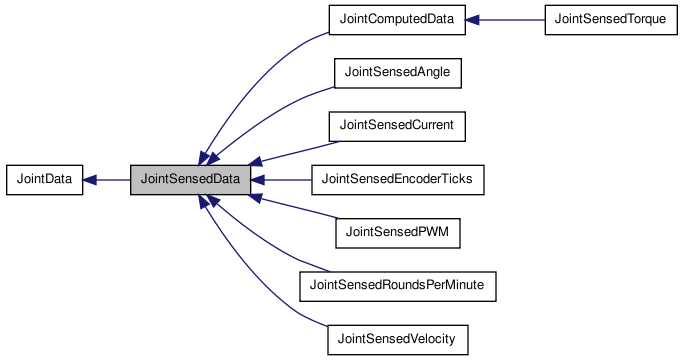 JointComputedData
JointSensedTorque
JointSensedAngle
JointSensedCurrent
JointData
JointSensedData
JointSensedEncoderTicks
JointSensedPWM
JointSensedRoundsPerMinute
JointSensedVelocity